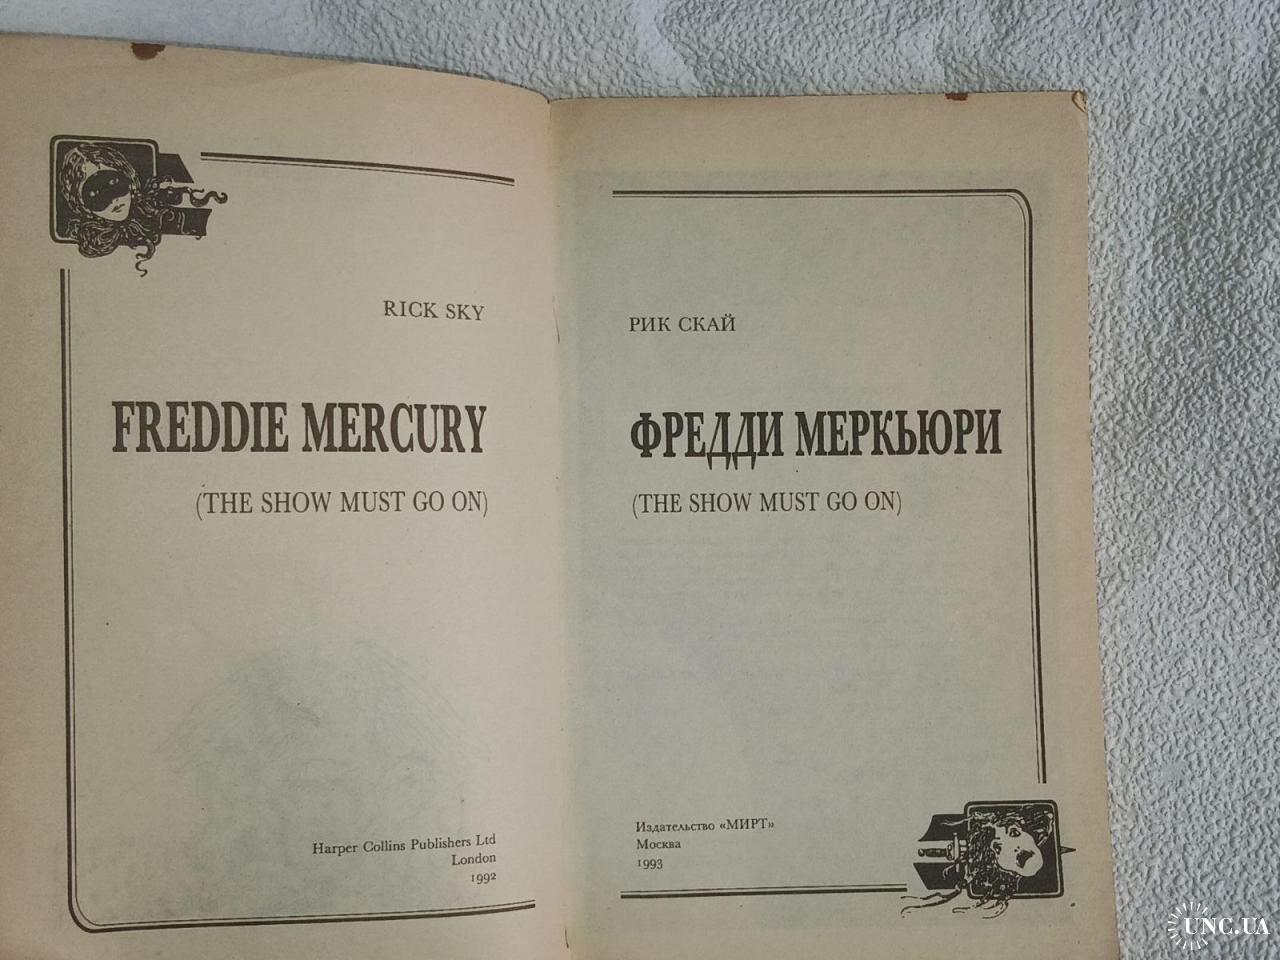 RICK SKY
FREDDIE MERCURY
(THE SHOW MUST GO ON)
Harper Collins Publishers Ltd
London
1992
РИК СКАЙ
ФРЕДДИ МЕРКЬЮРИ
(THE SHOW MUST GO ON)
Издательство «МИРТ»
Москва
1993
UNC.UA